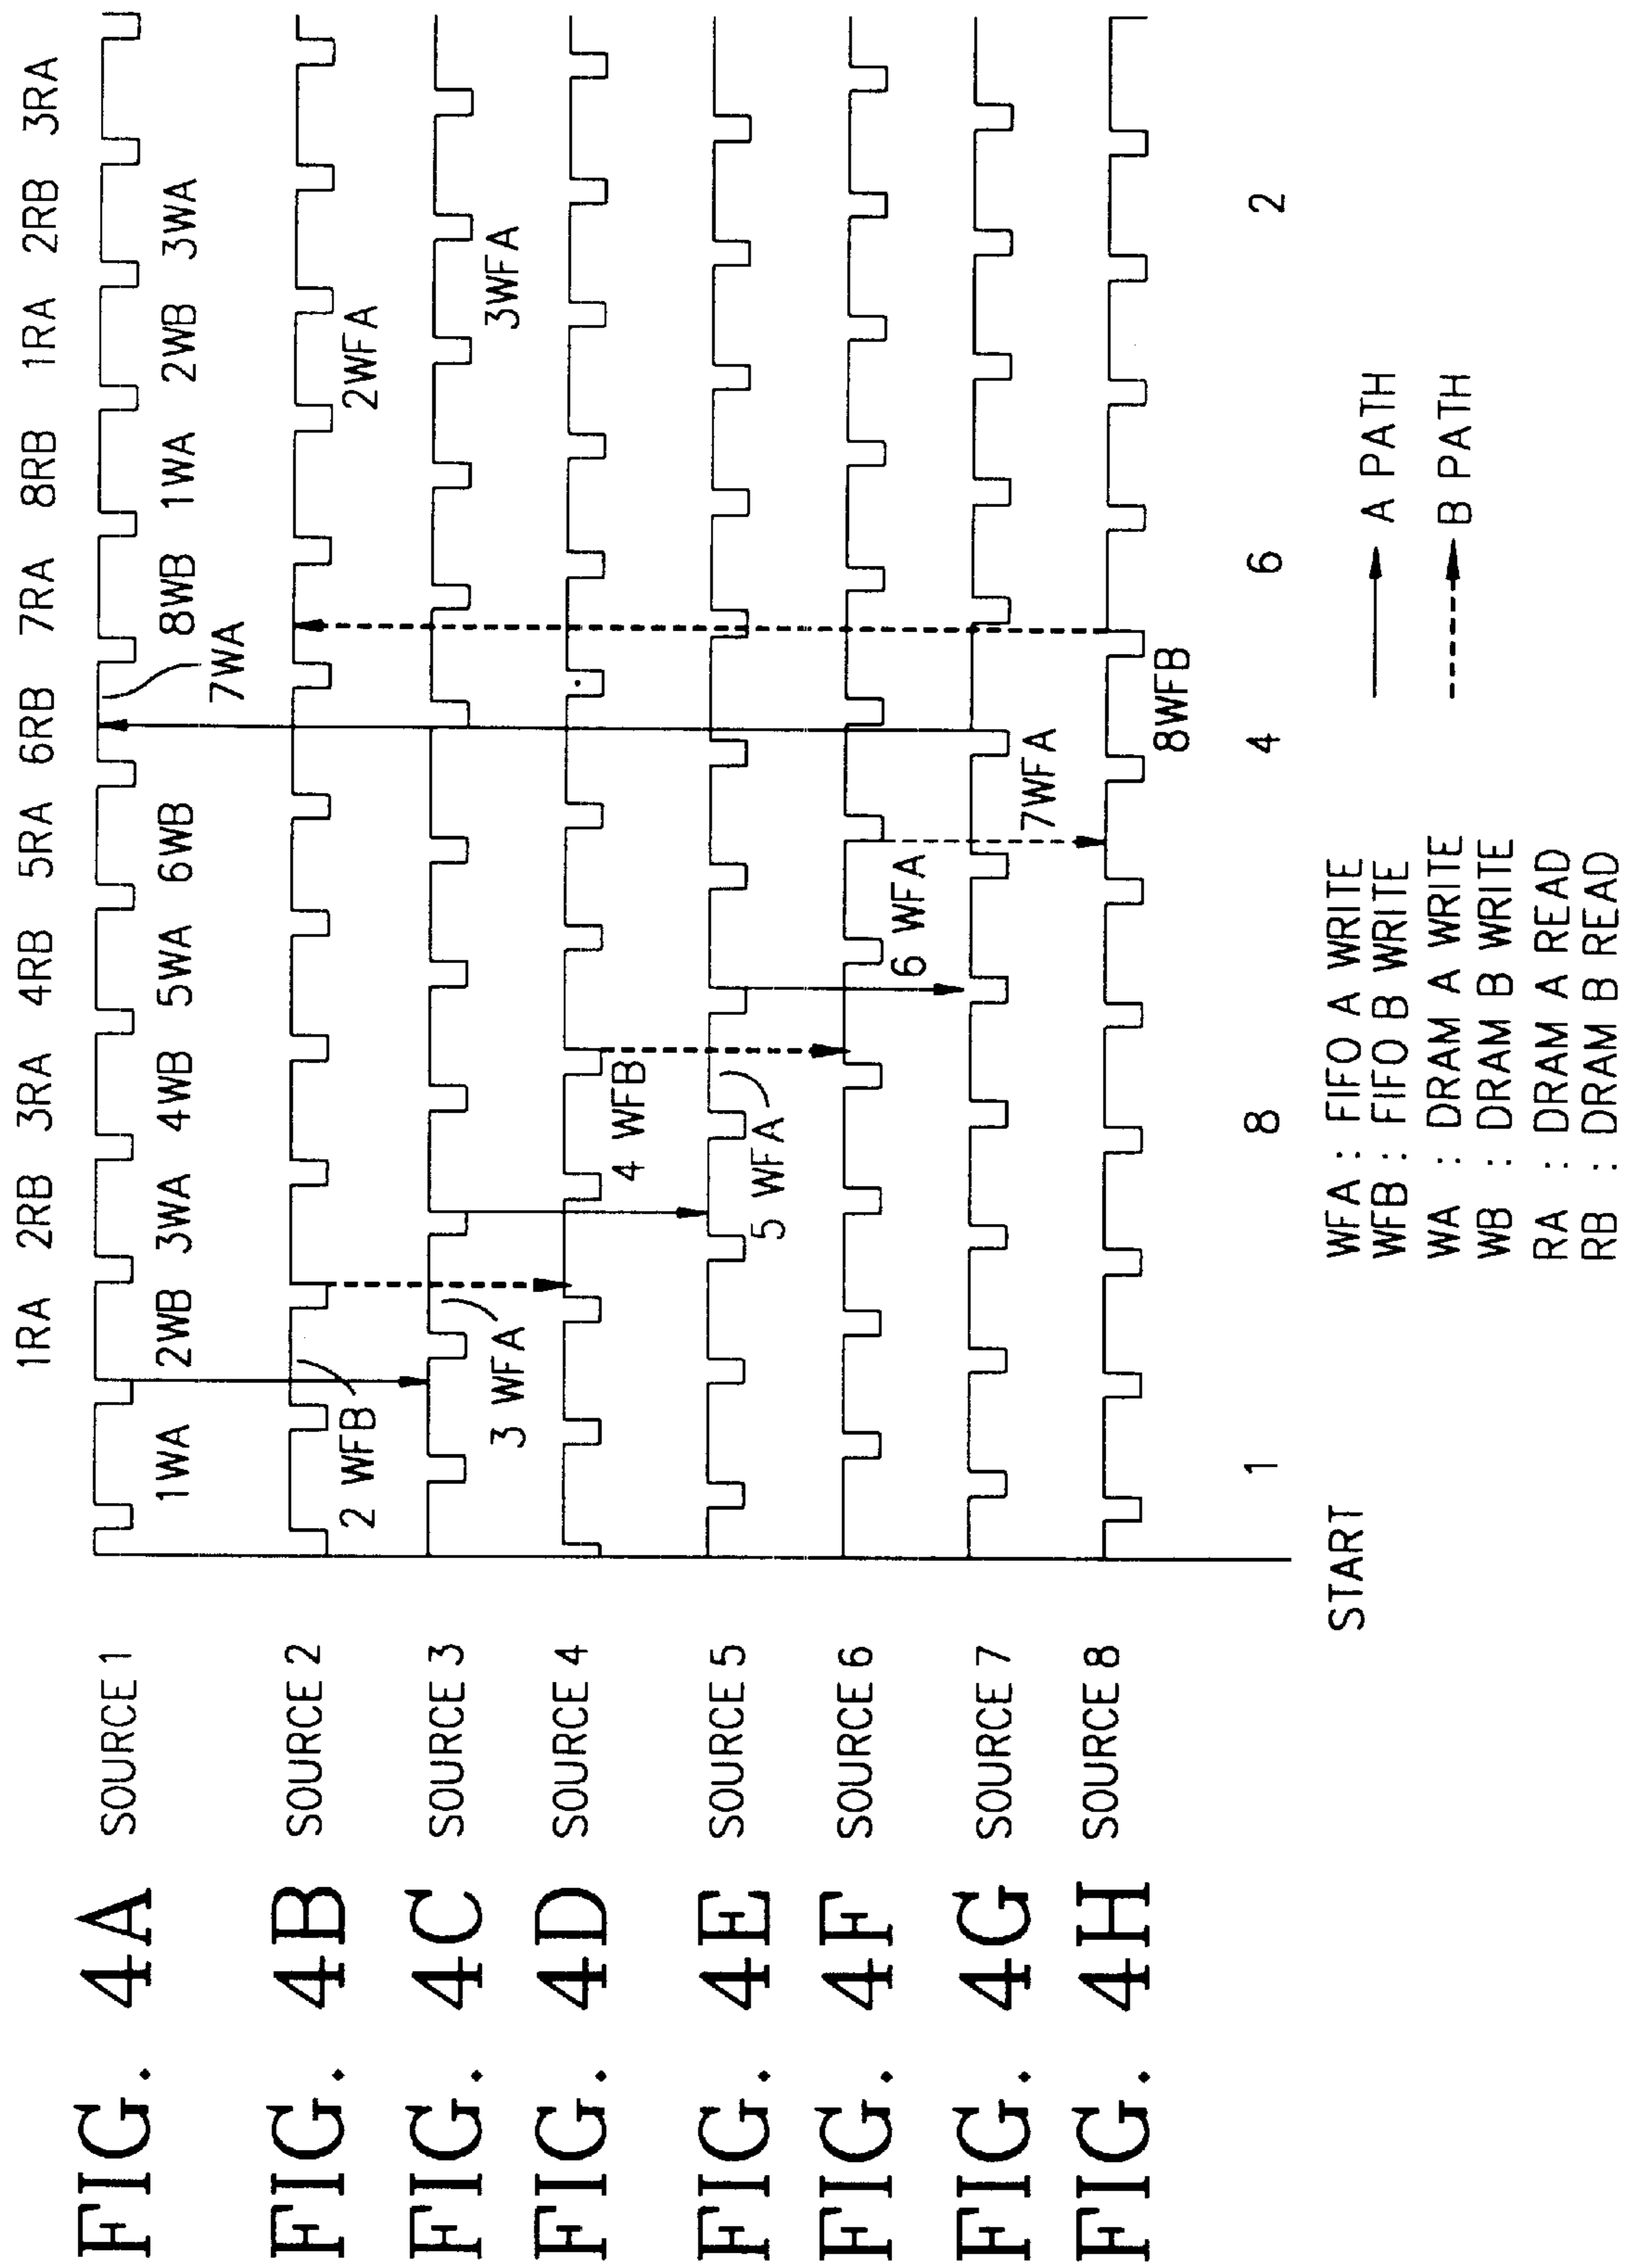 1RA 2RB 3RA 4RB 5RA 6RB 7RA 8RB 1RA 2RB 3RA
FIG. 4A SOURCE 1
1WA 2WB 3WA 4WB 5WA 6WB 8WB 1WA 2WB 3WA
7WA
FIG. 4B SOURCE 2
2 WFB
2WFA
FIG. 4C SOURCE 3
3 WFA
3WFA
FIG. 4D SOURCE 4
4 WFB
FIG. 4E SOURCE 5
5 WFA
FIG. 4F SOURCE 6
6 WFA
FIG. 4G SOURCE 7
7WFA
FIG. 4H SOURCE 8
8WFB
1 8 4 6 2
START
WFA : FIFO A WRITE
WFB : FIFO B WRITE
WA : DRAM A WRITE
WB : DRAM B WRITE
RA : DRAM A READ
RB : DRAM B READ
A PATH
B PATH